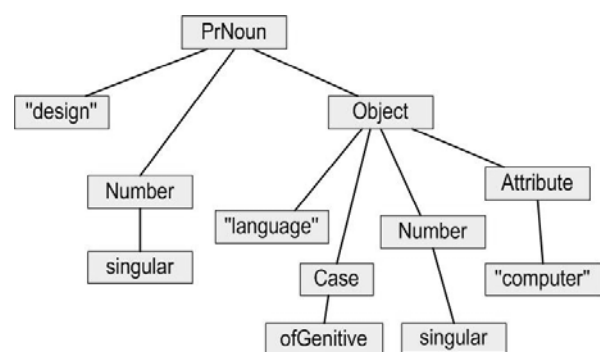 PrNoun
"design"
Object
Number
Attribute
"language"
Number
singular
Case
"computer"
ofGenitive
singular